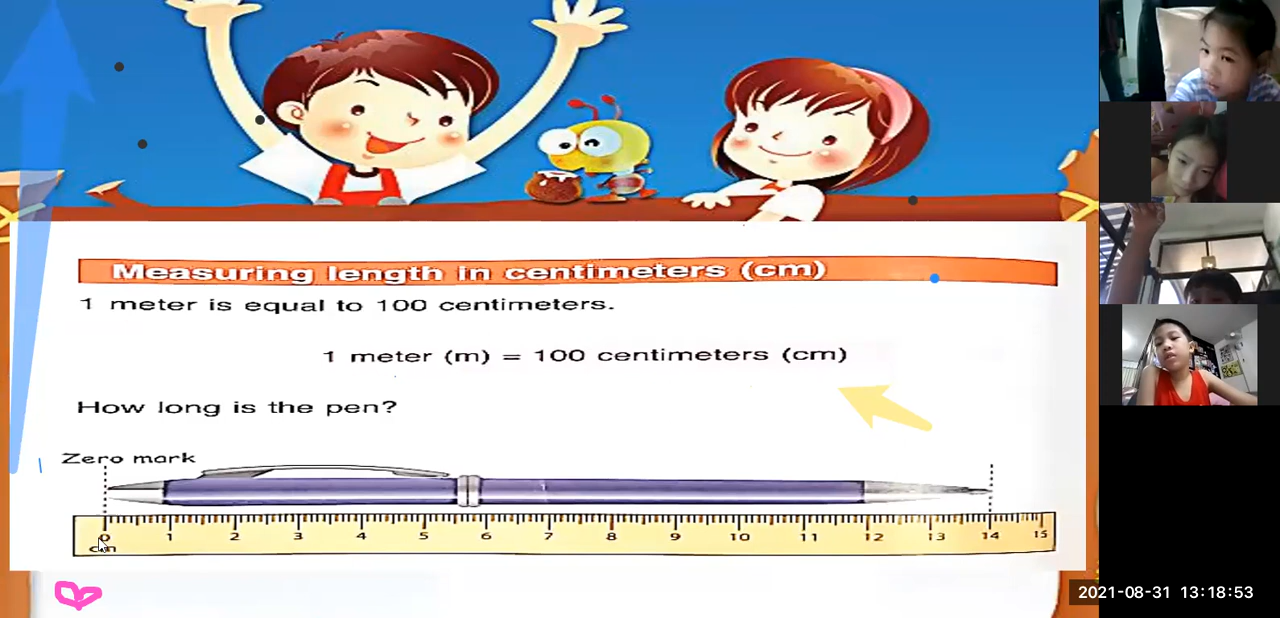 Measuring length in centimeters (cm)
1 meter is equal to 100 centimeters.
1 meter (m) = 100 centimeters (cm)
How long is the pen?
Zero mark
0 1 2 3 4 5 6 7 8 9 10 11 12 13 14 15
cm
2021-08-31 13:18:53